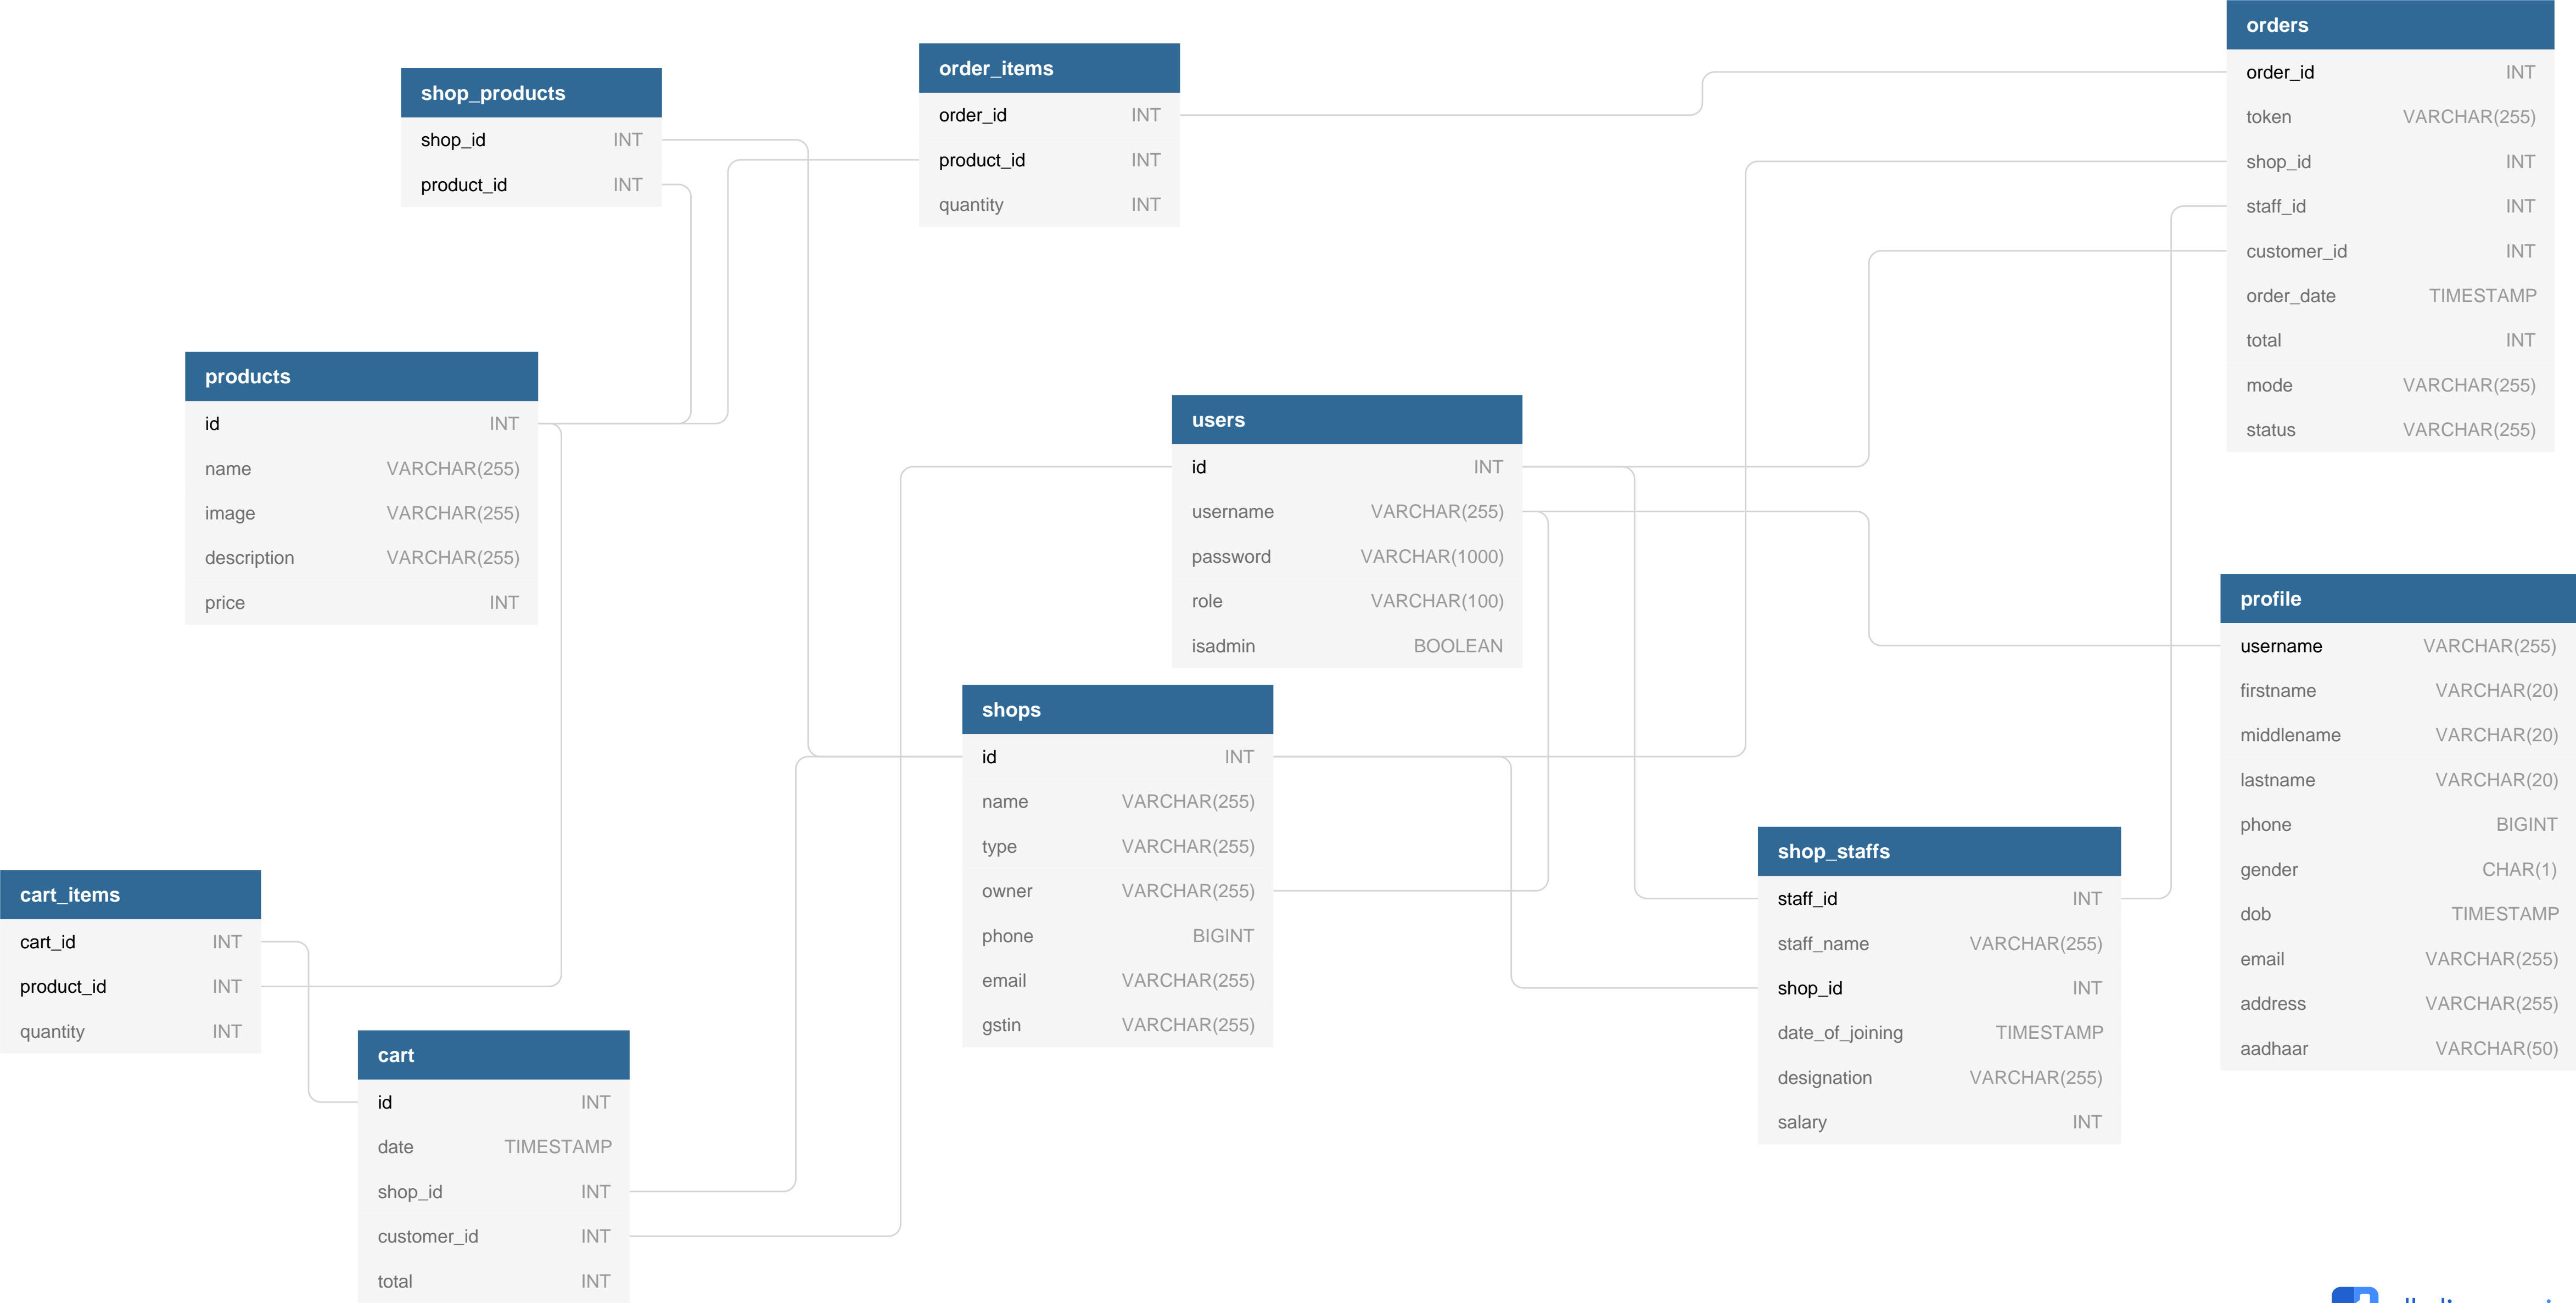 orders
order_id INT
token VARCHAR(255)
shop_id INT
staff_id INT
customer_id INT
order_date TIMESTAMP
total INT
mode VARCHAR(255)
status VARCHAR(255)
order_items
order_id INT
product_id INT
quantity INT
shop_products
shop_id INT
product_id INT
products
id INT
name VARCHAR(255)
image VARCHAR(255)
description VARCHAR(255)
price INT
users
id INT
username VARCHAR(255)
password VARCHAR(1000)
role VARCHAR(100)
isadmin BOOLEAN
profile
username VARCHAR(255)
firstname VARCHAR(20)
middlename VARCHAR(20)
lastname VARCHAR(20)
phone BIGINT
gender CHAR(1)
dob TIMESTAMP
email VARCHAR(255)
address VARCHAR(255)
aadhaar VARCHAR(50)
shops
id INT
name VARCHAR(255)
type VARCHAR(255)
owner VARCHAR(255)
phone BIGINT
email VARCHAR(255)
gstin VARCHAR(255)
shop_staffs
staff_id INT
staff_name VARCHAR(255)
shop_id INT
date_of_joining TIMESTAMP
designation VARCHAR(255)
salary INT
cart_items
cart_id INT
product_id INT
quantity INT
cart
id INT
date TIMESTAMP
shop_id INT
customer_id INT
total INT